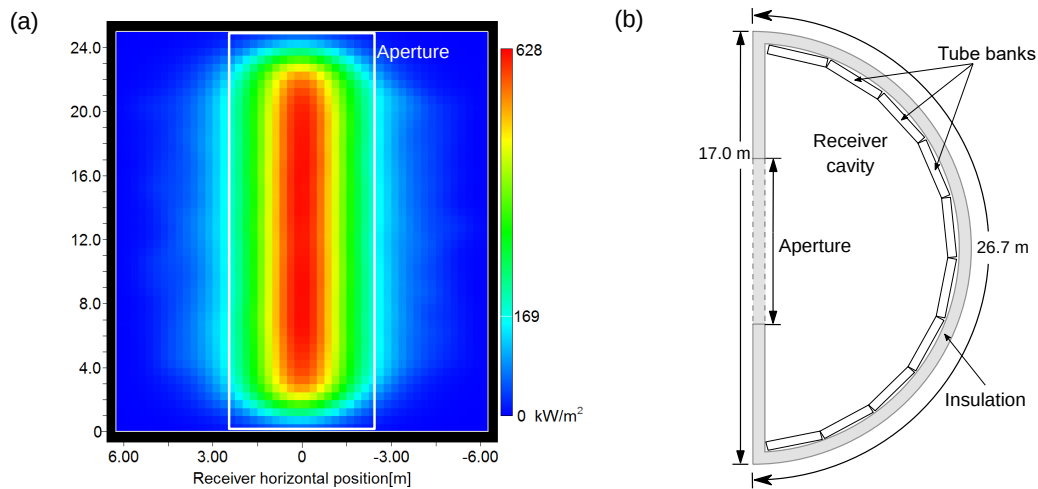 (a)
Aperture
24.0
20.0
16.0
12.0
8.0
4.0
0
6.00 3.00 0 -3.00 -6.00
Receiver horizontal position[m]
628
169
0 kW/m²
(b)
Tube banks
Receiver
cavity
17.0 m
Aperture
26.7 m
Insulation